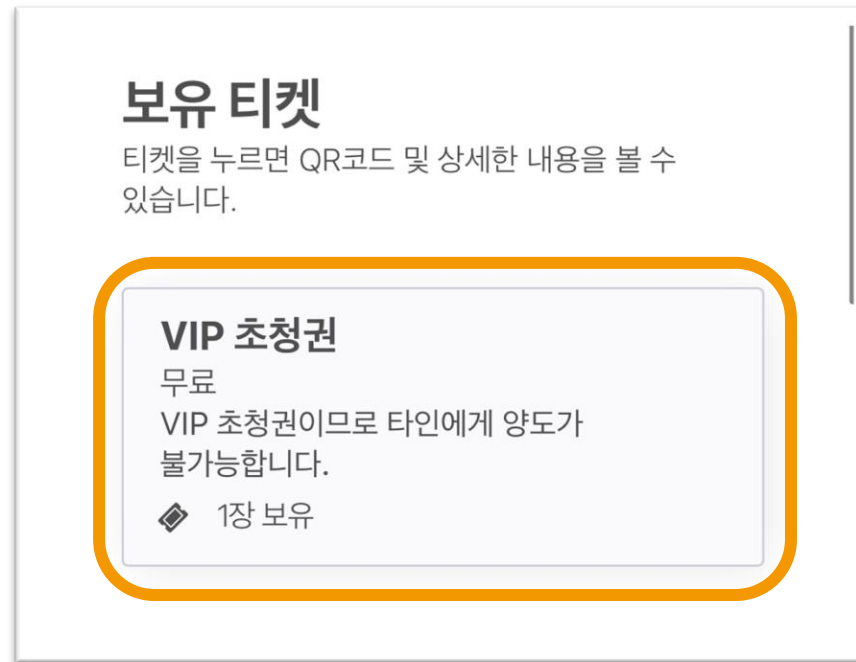 보유 티켓
티켓을 누르면 QR코드 및 상세한 내용을 볼 수
있습니다.
VIP 초청권
무료
VIP 초청권이므로 타인에게 양도가
불가능합니다.
1장 보유